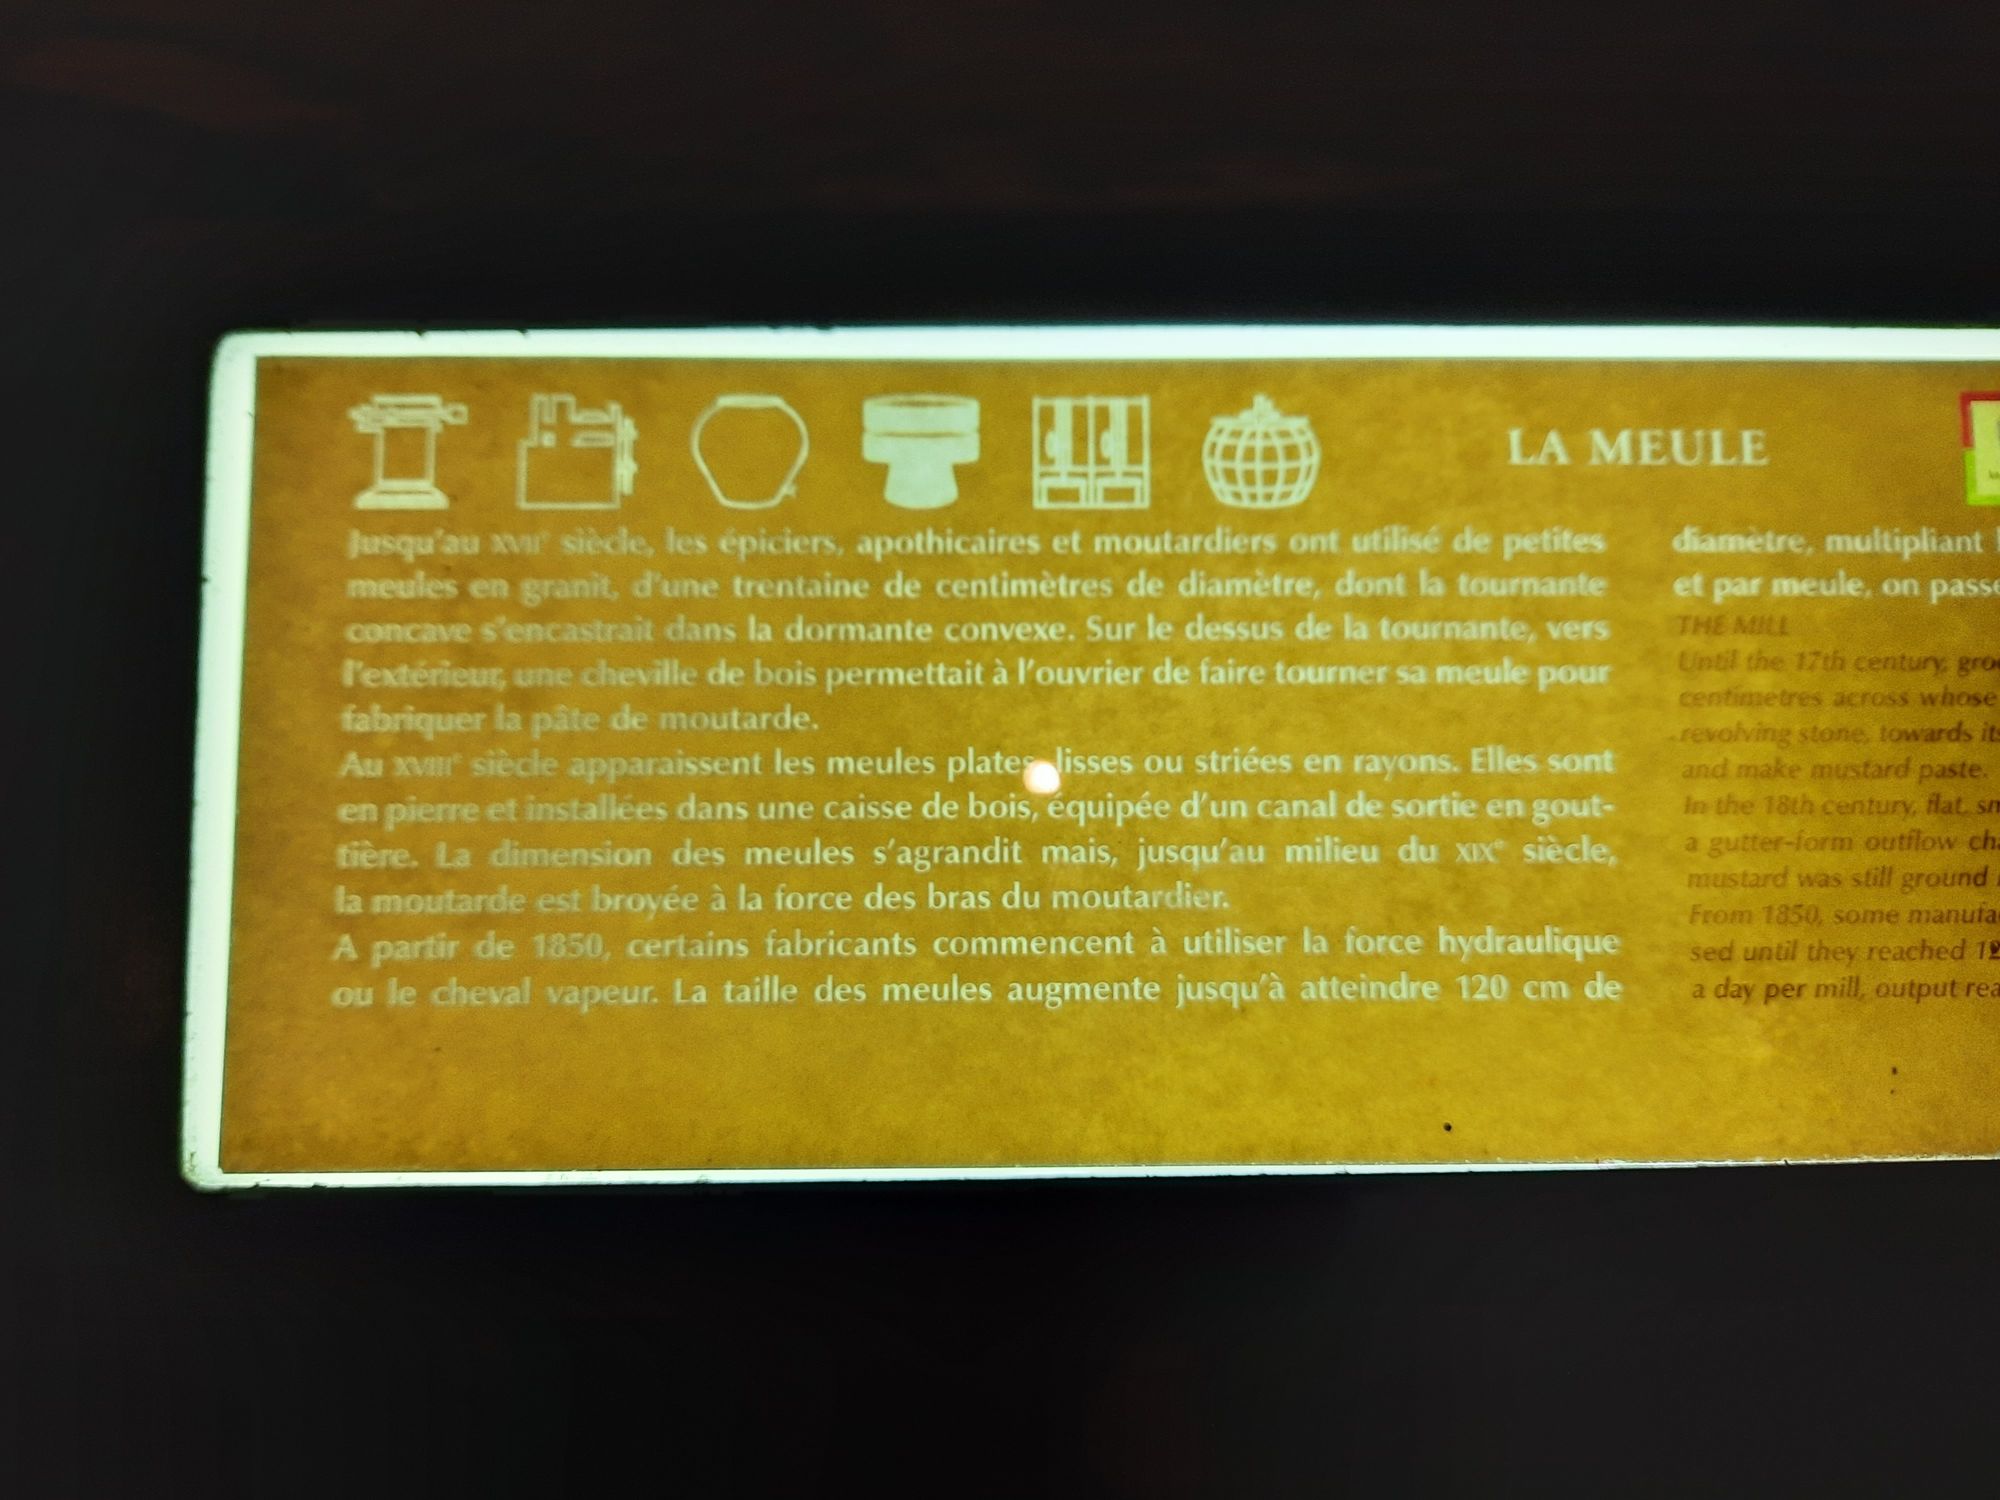 LA MEULE
Jusqu'au XVIIe siècle, les épiciers, apothicaires et moutardiers ont utilisé de petites
meules en granit, d'une trentaine de centimètres de diamètre, dont la tournante
concave s'encastrait dans la dormante convexe. Sur le dessus de la tournante, vers
l'extérieur, une cheville de bois permettait à l'ouvrier de faire tourner sa meule pour
fabriquer la pâte de moutarde.
Au XVIIIe siècle apparaissent les meules plates, lisses ou striées en rayons. Elles sont
en pierre et installées dans une caisse de bois, équipée d'un canal de sortie en gout-
tière. La dimension des meules s'agrandit mais, jusqu'au milieu du XIXe siècle,
la moutarde est broyée à la force des bras du moutardier.
A partir de 1850, certains fabricants commencent à utiliser la force hydraulique
ou le cheval vapeur. La taille des meules augmente jusqu'à atteindre 120 cm de
diamètre, multipliant
et par meule, on passe
THE MILL
Until the 17th century,
centimetres across whose
revolving stone, towards
and make mustard paste.
In the 18th century, flat,
a gutter-form outflow
mustard was still ground
From 1850, some
sed until they reached
a day per mill, output